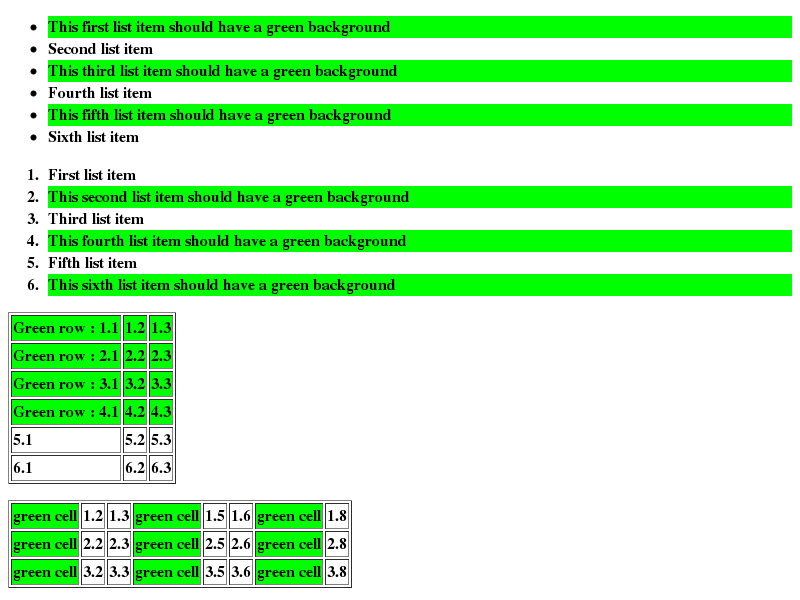 • This first list item should have a green background
• Second list item
• This third list item should have a green background
• Fourth list item
• This fifth list item should have a green background
• Sixth list item
1. First list item
2. This second list item should have a green background
3. Third list item
4. This fourth list item should have a green background
5. Fifth list item
6. This sixth list item should have a green background
Green row : 1.1 1.2 1.3
Green row : 2.1 2.2 2.3
Green row : 3.1 3.2 3.3
Green row : 4.1 4.2 4.3
5.1 5.2 5.3
6.1 6.2 6.3
green cell 1.2 1.3 green cell 1.5 1.6 green cell 1.8
green cell 2.2 2.3 green cell 2.5 2.6 green cell 2.8
green cell 3.2 3.3 green cell 3.5 3.6 green cell 3.8